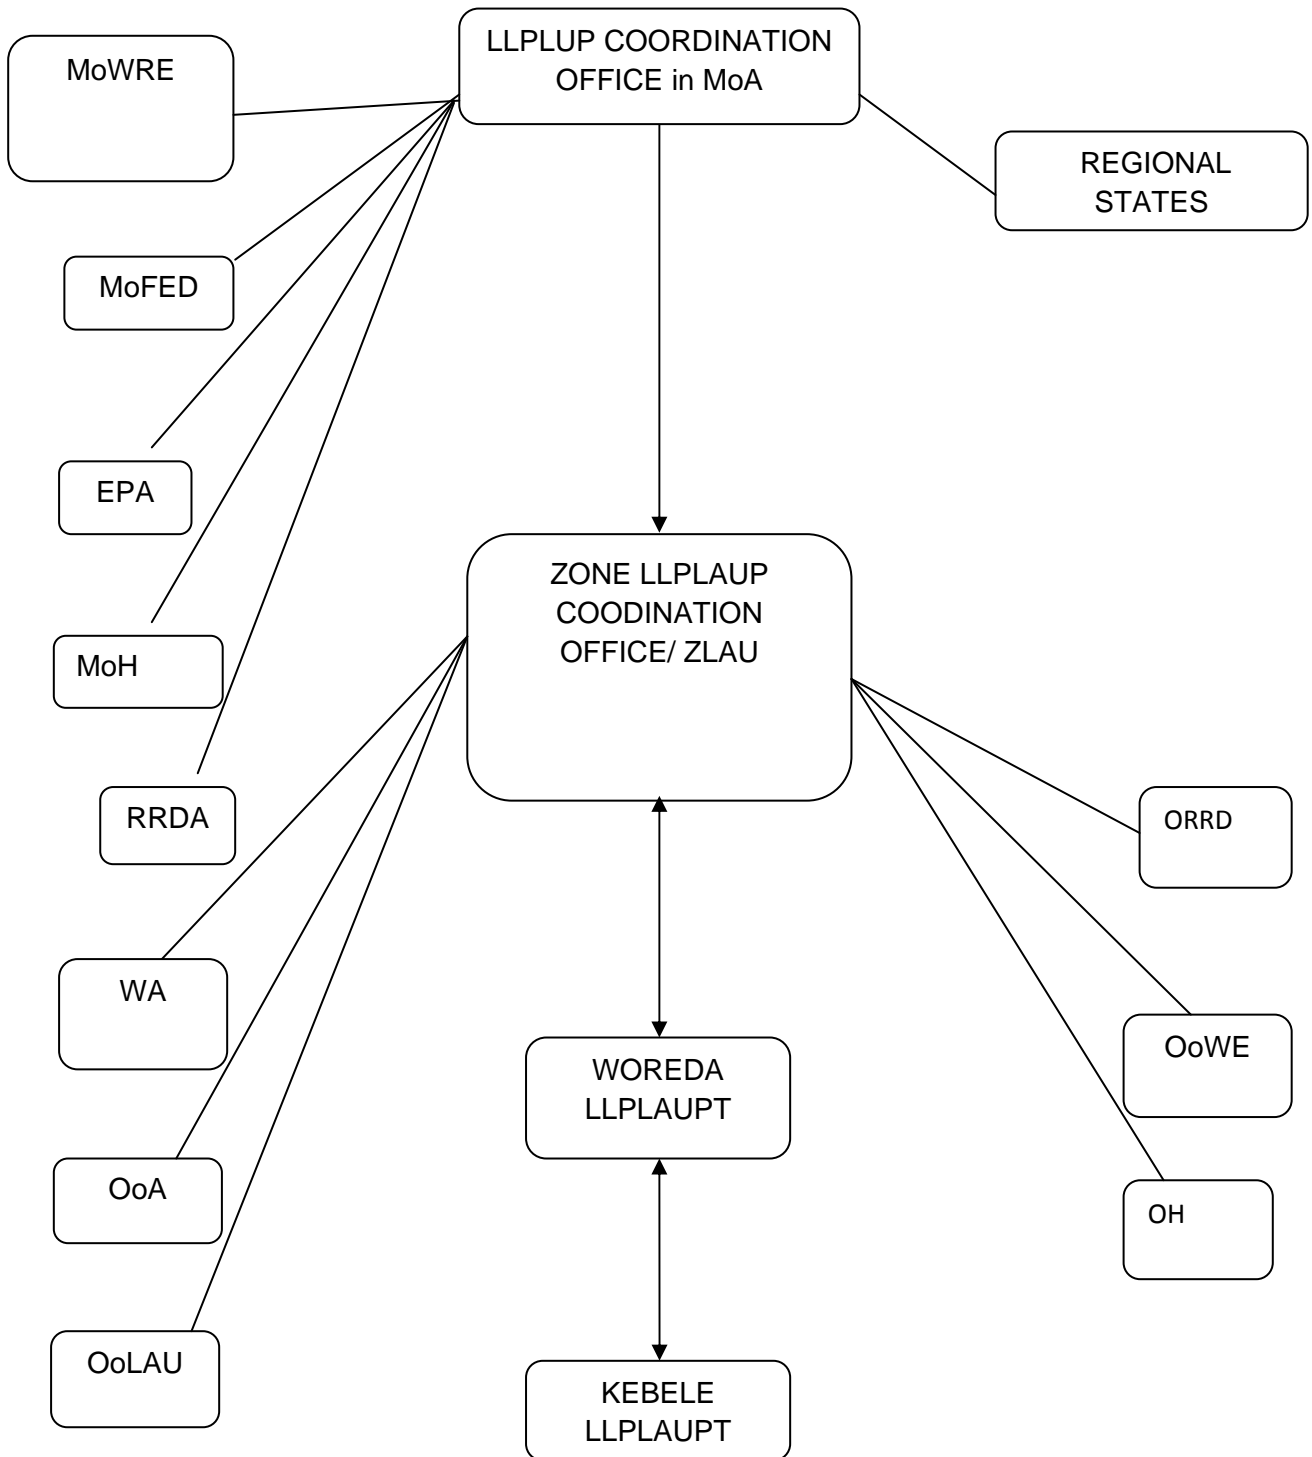 LLPLUP COORDINATION
OFFICE in MoA
MoWRE
REGIONAL
STATES
MoFED
EPA
ZONE LLPLAUP
COODINATION
OFFICE/ ZLAU
MoH
RRDA
ORRD
WA
OoWE
WOREDA
LLPLAUPT
OoA
OH
OoLAU
KEBELE
LLPLAUPT